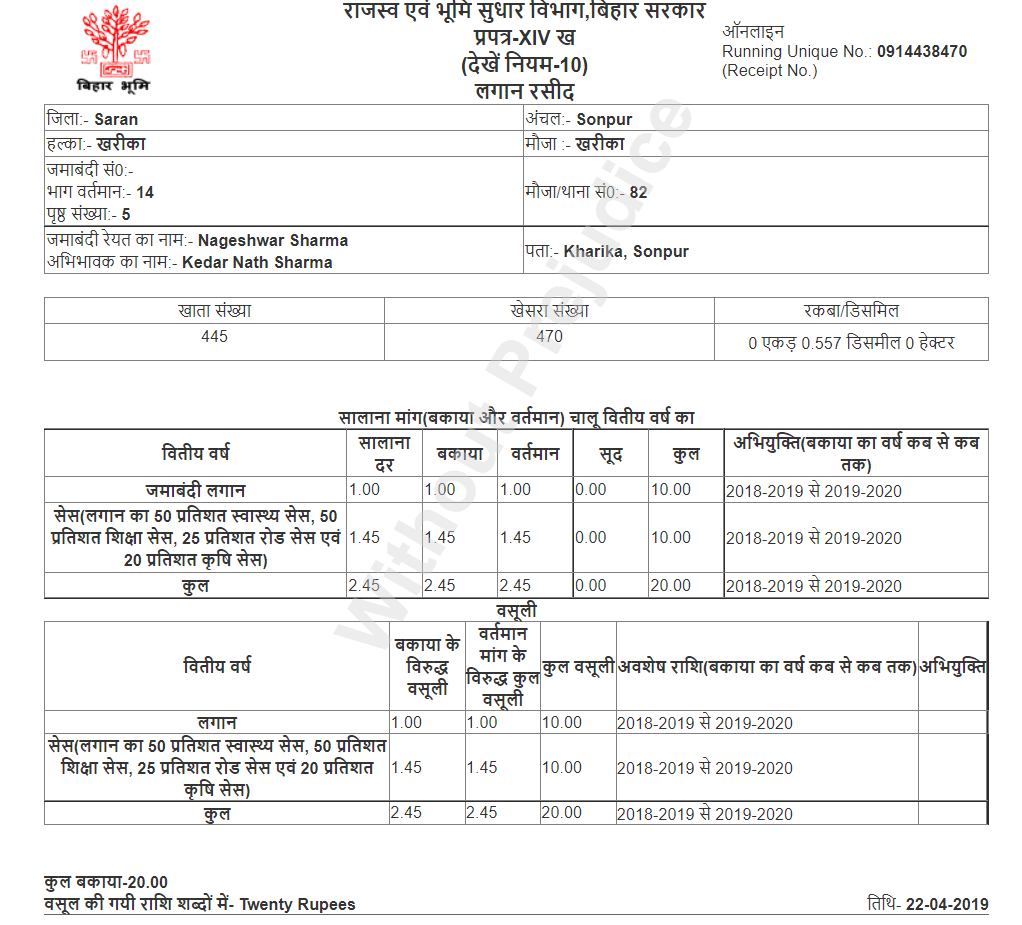 राजस्व एवं भूमि सुधार विभाग,बिहार सरकार
प्रपत्र-XIV ख
(देखें नियम-10)
लगान रसीद
बिहार भूमि
ऑनलाइन
Running Unique No.: 0914438470
(Receipt No.)
जिला:- Saran
अंचल:- Sonpur
हल्का:- खरीका
मौजा :- खरीका
जमाबंदी सं0:-
भाग वर्तमान:- 14
पृष्ठ संख्या:- 5
मौजा/थाना सं0:- 82
जमाबंदी रेयत का नाम:- Nageshwar Sharma
अभिभावक का नाम:- Kedar Nath Sharma
पता:- Kharika, Sonpur
खाता संख्या खेसरा संख्या रकबा/डिसमिल
445 470 0 एकड़ 0.557 डिसमील 0 हेक्टर
सालाना मांग(बकाया और वर्तमान) चालू वितीय वर्ष का
वितीय वर्ष सालाना दर बकाया वर्तमान सूद कुल अभियुक्ति(बकाया का वर्ष कब से कब तक)
जमाबंदी लगान 1.00 1.00 1.00 0.00 10.00 2018-2019 से 2019-2020
सेस(लगान का 50 प्रतिशत स्वास्थ्य सेस, 50
प्रतिशत शिक्षा सेस, 25 प्रतिशत रोड सेस एवं
20 प्रतिशत कृषि सेस)
1.45 1.45 1.45 0.00 10.00 2018-2019 से 2019-2020
कुल 2.45 2.45 2.45 0.00 20.00 2018-2019 से 2019-2020
वसूली
वितीय वर्ष बकाया के विरुद्ध वसूली वर्तमान मांग के विरुद्ध कुल वसूली कुल वसूली अवशेष राशि(बकाया का वर्ष कब से कब तक) अभियुक्ति
लगान 1.00 1.00 10.00 2018-2019 से 2019-2020
सेस(लगान का 50 प्रतिशत स्वास्थ्य सेस, 50 प्रतिशत
शिक्षा सेस, 25 प्रतिशत रोड सेस एवं 20 प्रतिशत
कृषि सेस)
1.45 1.45 10.00 2018-2019 से 2019-2020
कुल 2.45 2.45 20.00 2018-2019 से 2019-2020
कुल बकाया-20.00
वसूल की गयी राशि शब्दों में- Twenty Rupees
तिथि- 22-04-2019
Without Prejudice